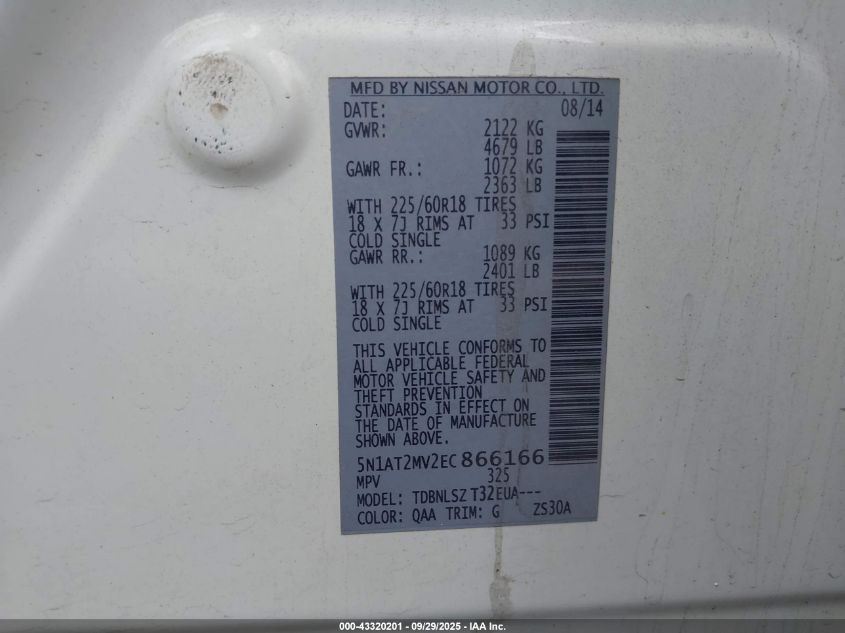 MFD BY NISSAN MOTOR CO., LTD.
DATE: 08/14
GVWR: 2122 KG
4679 LB
GAWR FR.: 1072 KG
2363 LB
WITH 225/60R18 TIRES
18 X 7J RIMS AT 33 PSI
COLD SINGLE
GAWR RR.: 1089 KG
2401 LB
WITH 225/60R18 TIRES
18 X 7J RIMS AT 33 PSI
COLD SINGLE
THIS VEHICLE CONFORMS TO
ALL APPLICABLE FEDERAL
MOTOR VEHICLE SAFETY AND
THEFT PREVENTION
STANDARDS IN EFFECT ON
THE DATE OF MANUFACTURE
SHOWN ABOVE.
5N1AT2MV2EC866166
MPV 325
MODEL: TDBNLSZ T32EUA---
COLOR: QAA TRIM: G ZS30A
000-43320201 - 09/29/2025 - IAA Inc.